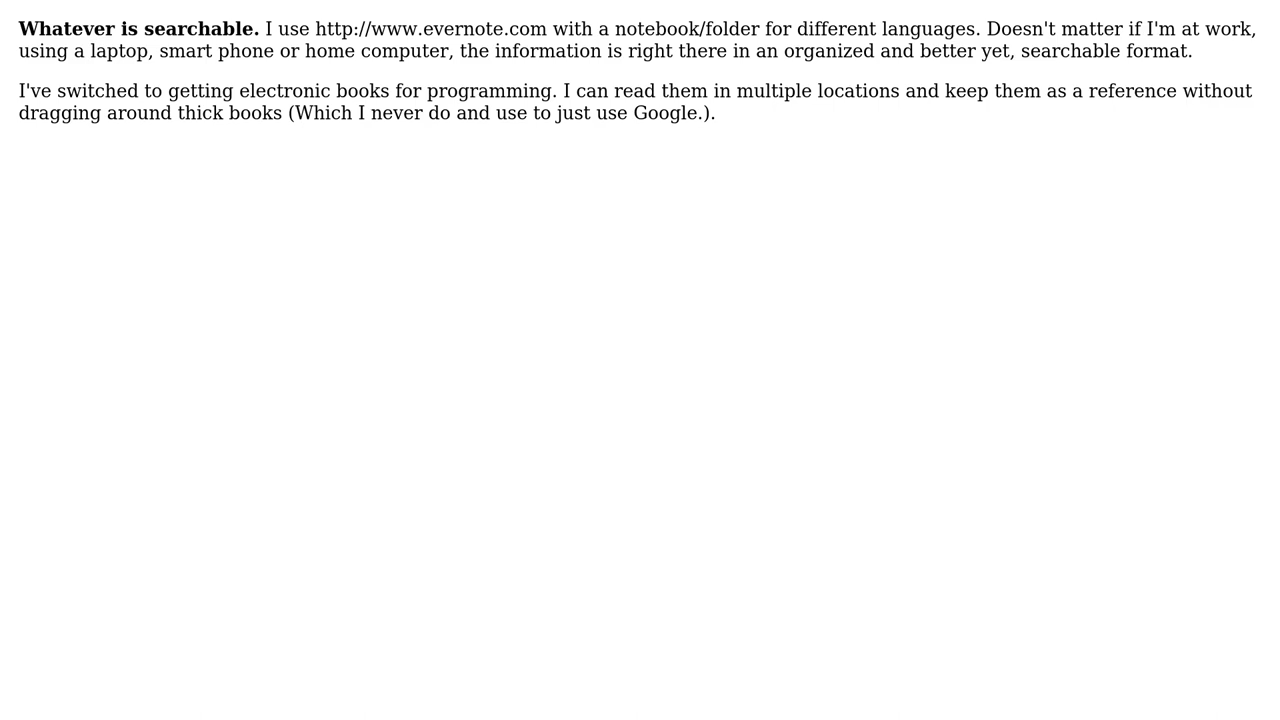 Whatever is searchable. I use http://www.evernote.com with a notebook/folder for different languages. Doesn't matter if I'm at work,
using a laptop, smart phone or home computer, the information is right there in an organized and better yet, searchable format.
I've switched to getting electronic books for programming. I can read them in multiple locations and keep them as a reference without
dragging around thick books (Which I never do and use to just use Google.).